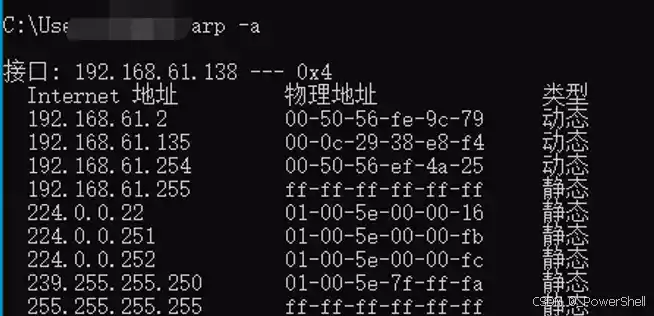 C:\Use arp -a
接口: 192.168.61.138 --- 0x4
Internet 地址 物理地址 类型
192.168.61.2 00-50-56-fe-9c-79 动态
192.168.61.135 00-0c-29-38-e8-f4 动态
192.168.61.254 00-50-56-ef-4a-25 动态
192.168.61.255 ff-ff-ff-ff-ff-ff 静态
224.0.0.22 01-00-5e-00-00-16 静态
224.0.0.251 01-00-5e-00-00-fb 静态
224.0.0.252 01-00-5e-00-00-fc 静态
239.255.255.250 01-00-5e-7f-ff-fa 静态
255.255.255.255 ff-ff-ff-ff-ff-ff 静态
PowerShell